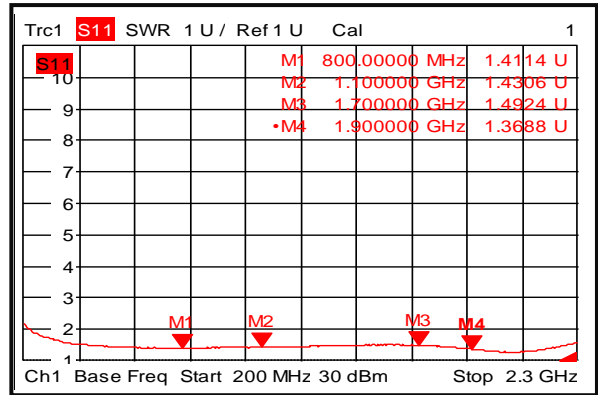 Trc1 S11 SWR 1 U / Ref 1 U Cal 1
S11
M1 800.00000 MHz 1.4114 U
10
M2 1.100000 GHz 1.4306 U
M3 1.700000 GHz 1.4924 U
9
•M4 1.900000 GHz 1.3688 U
8
7
6
5
4
3
M1 M2 M3 M4
2
1
Ch1 Base Freq Start 200 MHz 30 dBm Stop 2.3 GHz